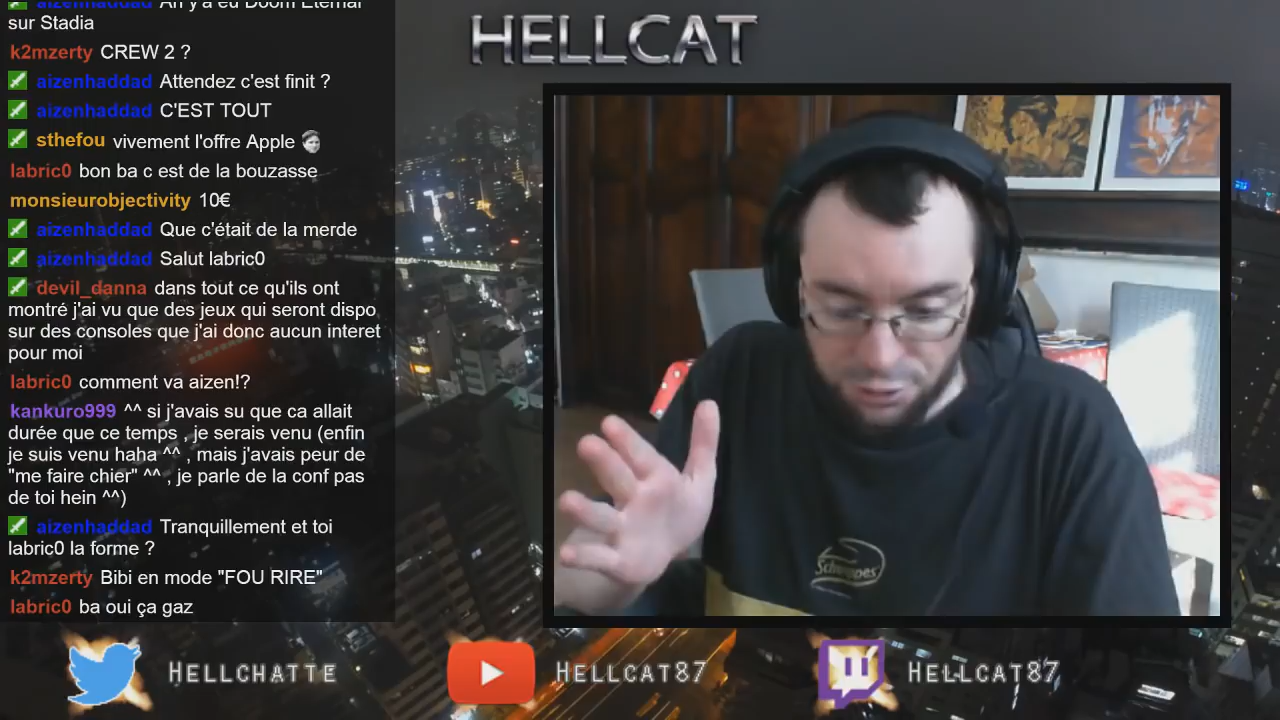 aizenhaddad Ah y'a eu Doom Eternal
sur Stadia
k2mzerty CREW 2 ?
aizenhaddad Attendez c'est finit ?
aizenhaddad C'EST TOUT
sthefou vivement l'offre Apple
labric0 bon ba c est de la bouzasse
monsieurobjectivity 10€
aizenhaddad Que c'était de la merde
aizenhaddad Salut labric0
devil_danna dans tout ce qu'ils ont
montré j'ai vu que des jeux qui seront dispo
sur des consoles que j'ai donc aucun interet
pour moi
labric0 comment va aizen!?
kankuro999 ^^ si j'avais su que ca allait
durée que ce temps , je serais venu (enfin
je suis venu haha ^^ , mais j'avais peur de
"me faire chier" ^^ , je parle de la conf pas
de toi hein ^^)
aizenhaddad Tranquillement et toi
labric0 la forme ?
k2mzerty Bibi en mode "FOU RIRE"
labric0 ba oui ça gaz
HELLCAT
Schweppes
HELLCHATTE
HELLCAT87
HELLCAT87